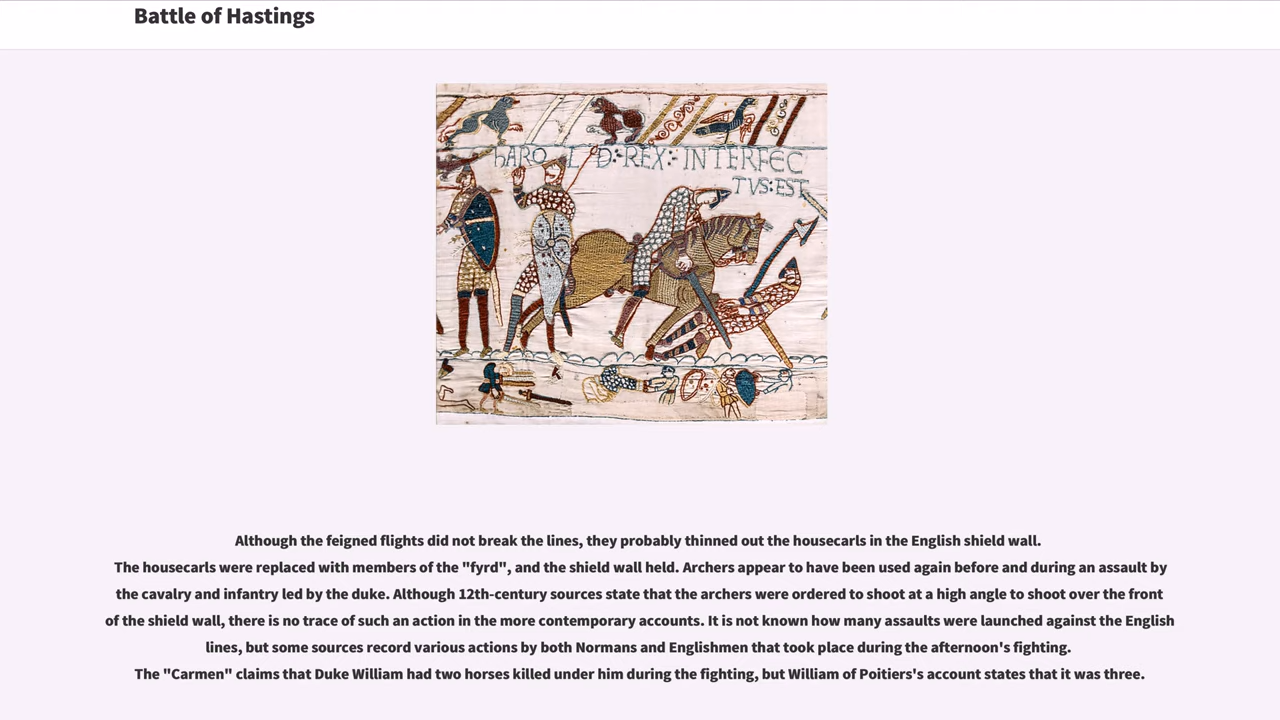 Battle of Hastings
hARO L D:REX:INTERFEC
TVS:EST
Although the feigned flights did not break the lines, they probably thinned out the housecarls in the English shield wall.
The housecarls were replaced with members of the "fyrd", and the shield wall held. Archers appear to have been used again before and during an assault by
the cavalry and infantry led by the duke. Although 12th-century sources state that the archers were ordered to shoot at a high angle to shoot over the front
of the shield wall, there is no trace of such an action in the more contemporary accounts. It is not known how many assaults were launched against the English
lines, but some sources record various actions by both Normans and Englishmen that took place during the afternoon's fighting.
The "Carmen" claims that Duke William had two horses killed under him during the fighting, but William of Poitiers's account states that it was three.